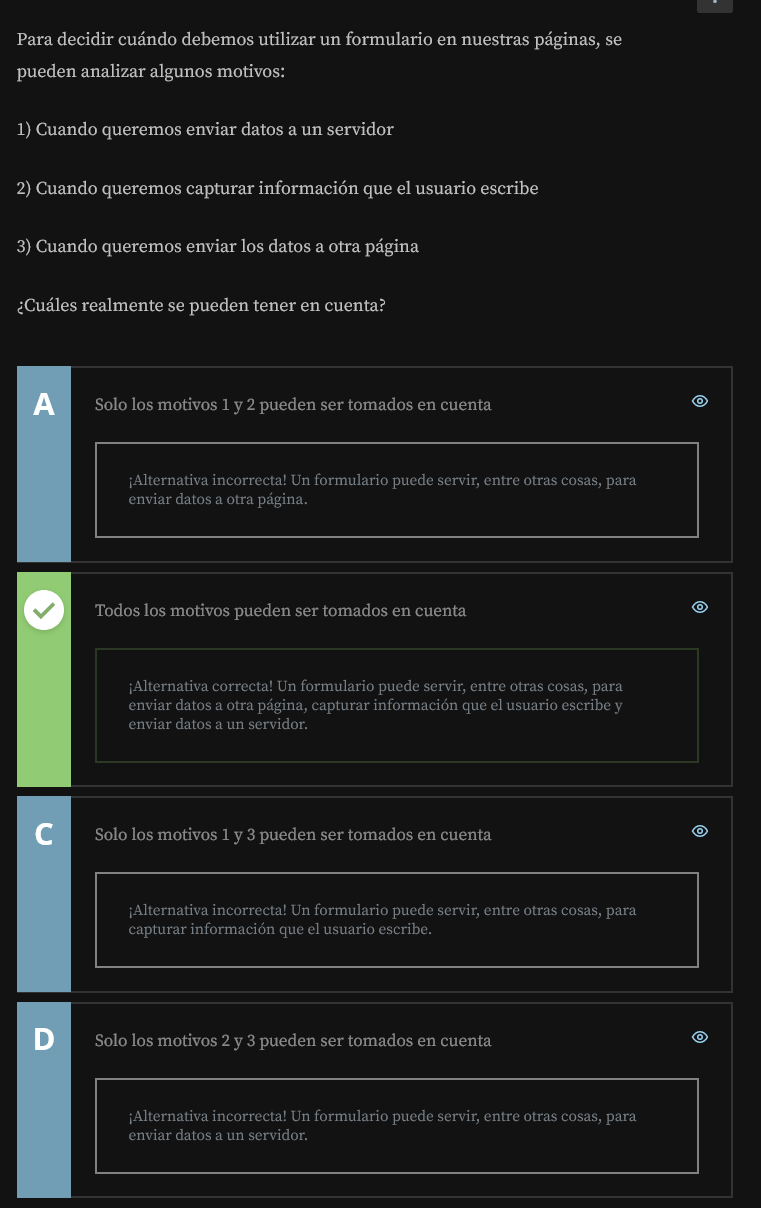 Para decidir cuándo debemos utilizar un formulario en nuestras páginas, se
pueden analizar algunos motivos:
1) Cuando queremos enviar datos a un servidor
2) Cuando queremos capturar información que el usuario escribe
3) Cuando queremos enviar los datos a otra página
¿Cuáles realmente se pueden tener en cuenta?
A
Solo los motivos 1 y 2 pueden ser tomados en cuenta
¡Alternativa incorrecta! Un formulario puede servir, entre otras cosas, para
enviar datos a otra página.
Todos los motivos pueden ser tomados en cuenta
¡Alternativa correcta! Un formulario puede servir, entre otras cosas, para
enviar datos a otra página, capturar información que el usuario escribe y
enviar datos a un servidor.
C
Solo los motivos 1 y 3 pueden ser tomados en cuenta
¡Alternativa incorrecta! Un formulario puede servir, entre otras cosas, para
capturar información que el usuario escribe.
D
Solo los motivos 2 y 3 pueden ser tomados en cuenta
¡Alternativa incorrecta! Un formulario puede servir, entre otras cosas, para
enviar datos a un servidor.